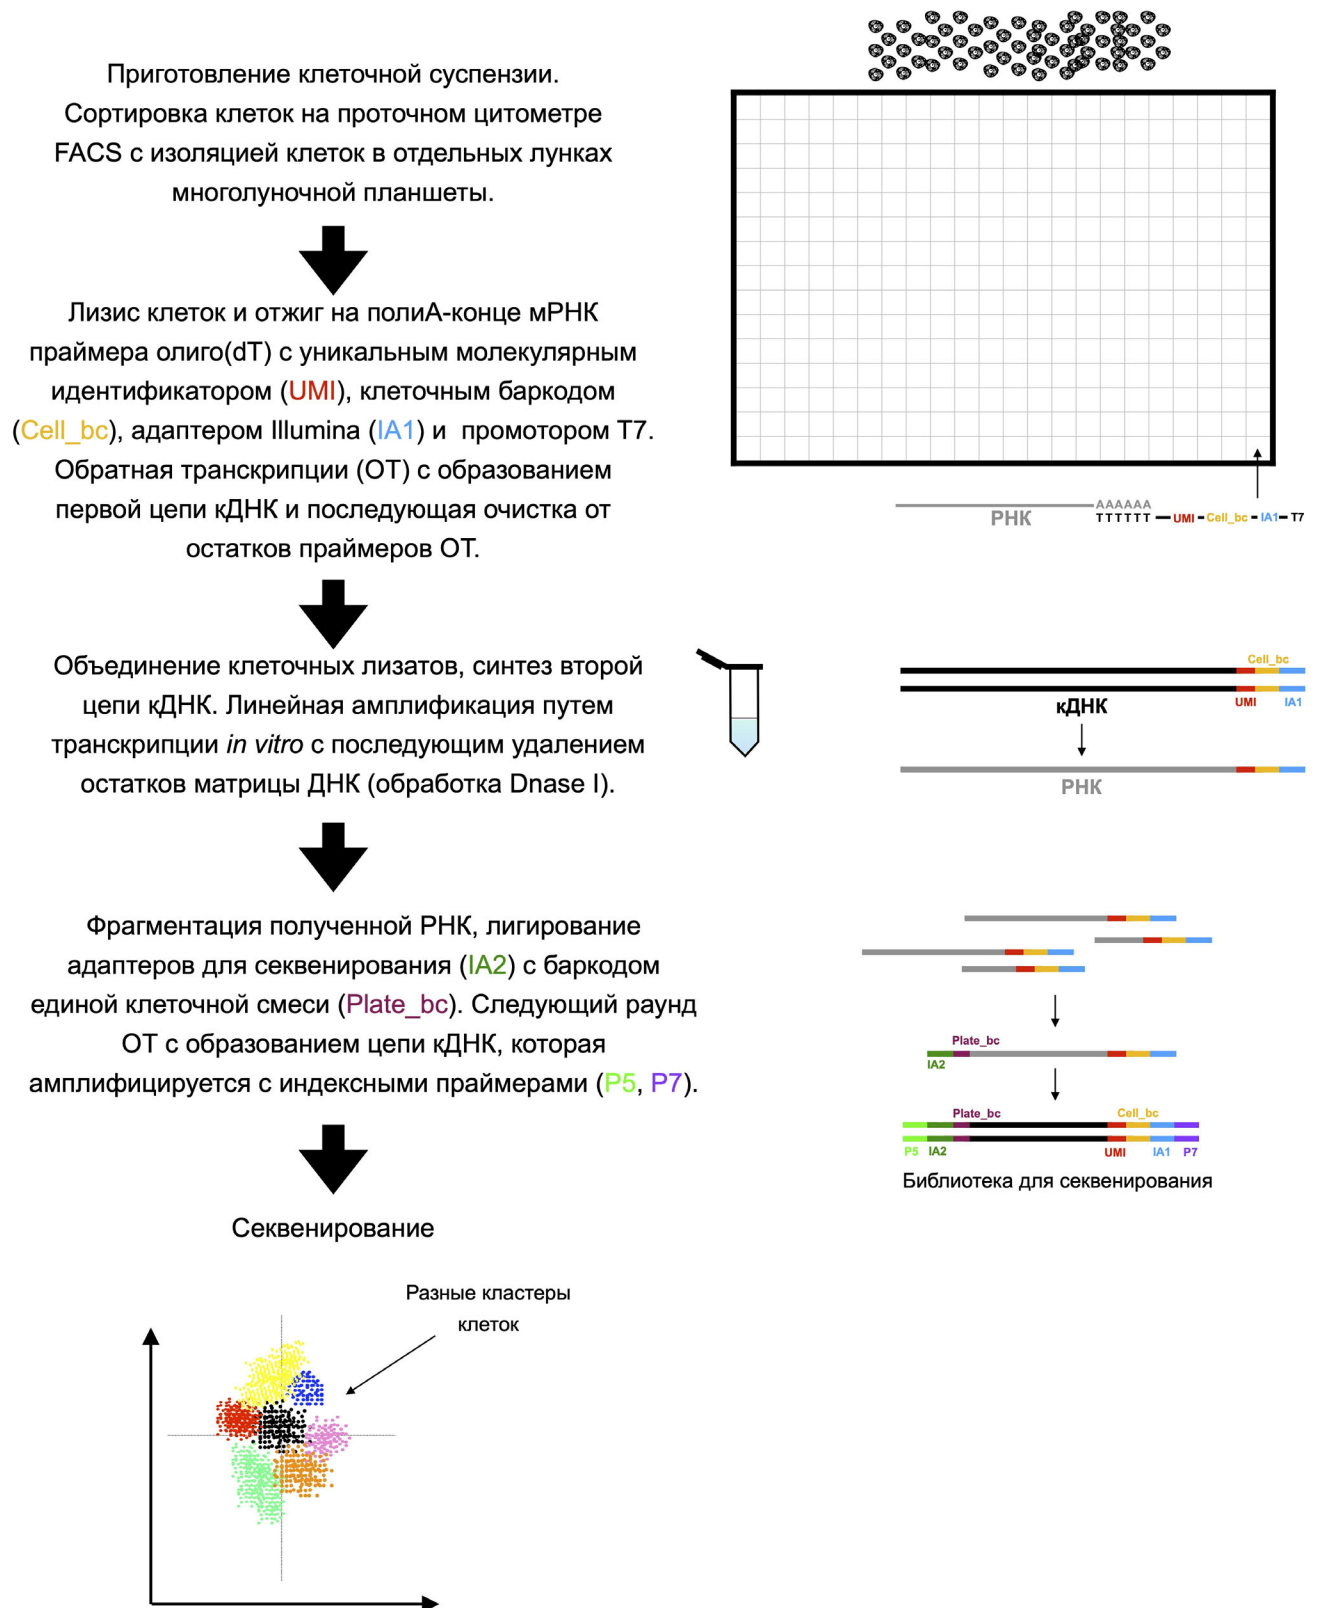 Приготовление клеточной суспензии.
Сортировка клеток на проточном цитометре
FACS с изоляцией клеток в отдельных лунках
многолуночной планшеты.
Лизис клеток и отжиг на полиА-конце мРНК
праймера олиго(dT) с уникальным молекулярным
идентификатором (UMI), клеточным баркодом
(Cell_bc), адаптером Illumina (IA1) и промотором T7.
Обратная транскрипции (ОТ) с образованием
первой цепи кДНК и последующая очистка от
остатков праймеров ОТ.
AAAAAA
РНК
TTTTTT UMI Cell_bc IA1 T7
Объединение клеточных лизатов, синтез второй
цепи кДНК. Линейная амплификация путем
транскрипции in vitro с последующим удалением
остатков матрицы ДНК (обработка Dnase I).
Cell_bc
UMI IA1
кДНК
РНК
Фрагментация полученной РНК, лигирование
адаптеров для секвенирования (IA2) с баркодом
единой клеточной смеси (Plate_bc). Следующий раунд
ОТ с образованием цепи кДНК, которая
амплифицируется с индексными праймерами (P5, P7).
Plate_bc
IA2
Plate_bc Cell_bc
P5 IA2 UMI IA1 P7
Библиотека для секвенирования
Секвенирование
Разные кластеры
клеток